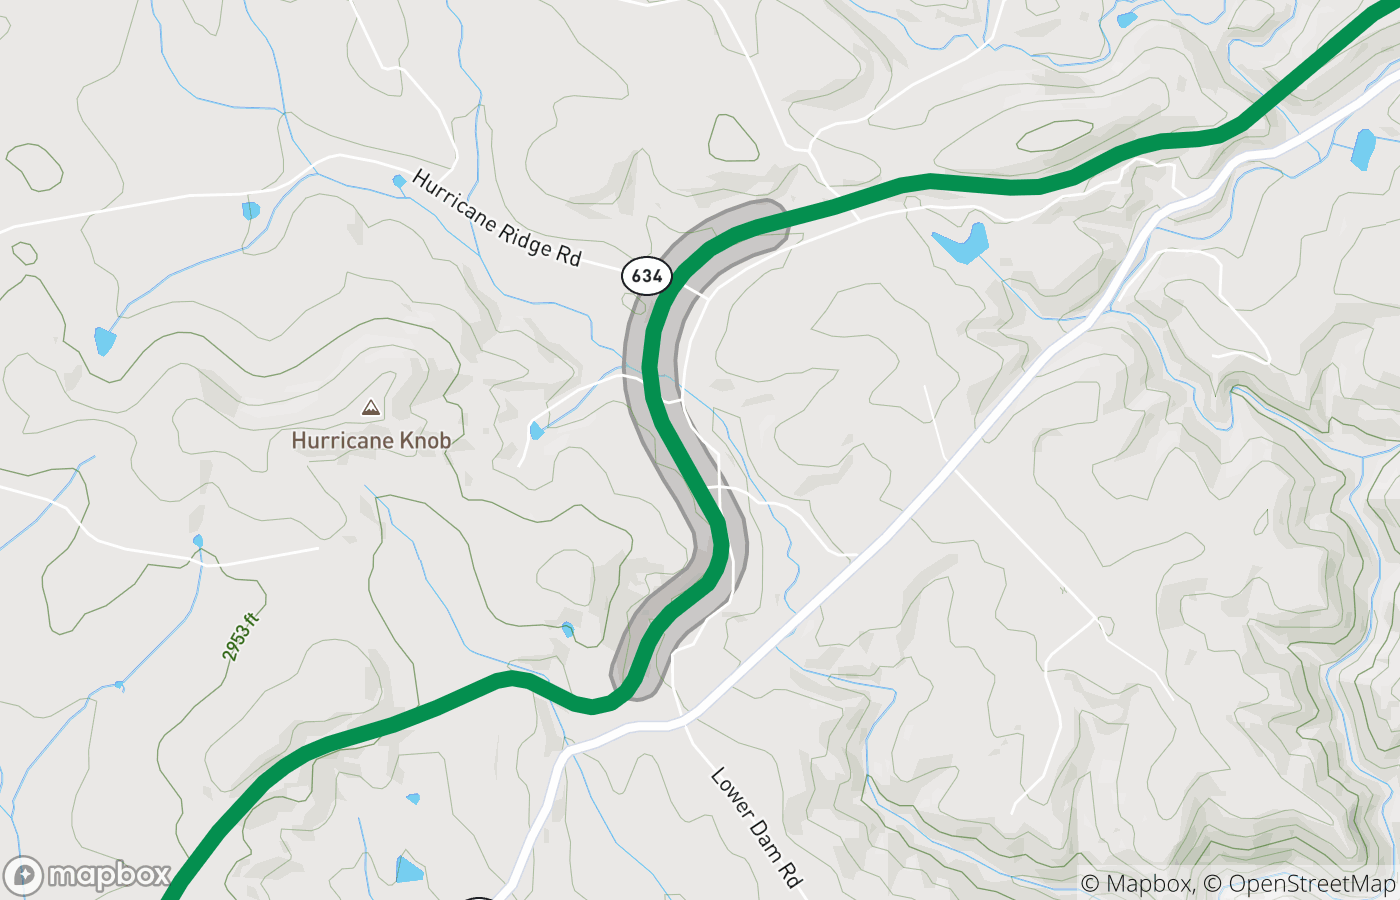 Hurricane Ridge Rd
634
Hurricane Knob
2953 ft
Lower Dam Rd
mapbox
© Mapbox, © OpenStreetMap